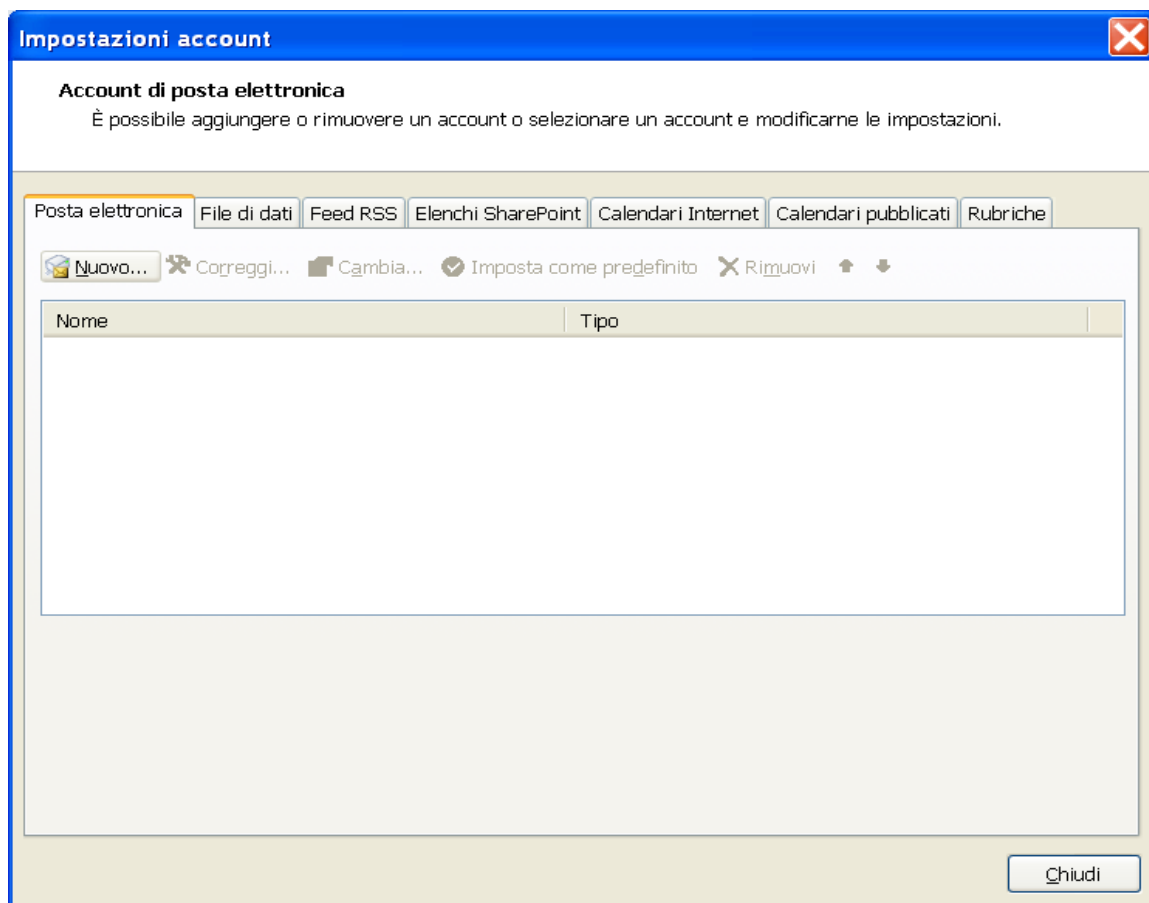 Impostazioni account
Account di posta elettronica
È possibile aggiungere o rimuovere un account o selezionare un account e modificarne le impostazioni.
Posta elettronica File di dati Feed RSS Elenchi SharePoint Calendari Internet Calendari pubblicati Rubriche
Nuovo... Correggi... Cambia... Imposta come predefinito Rimuovi
Nome Tipo
Chiudi